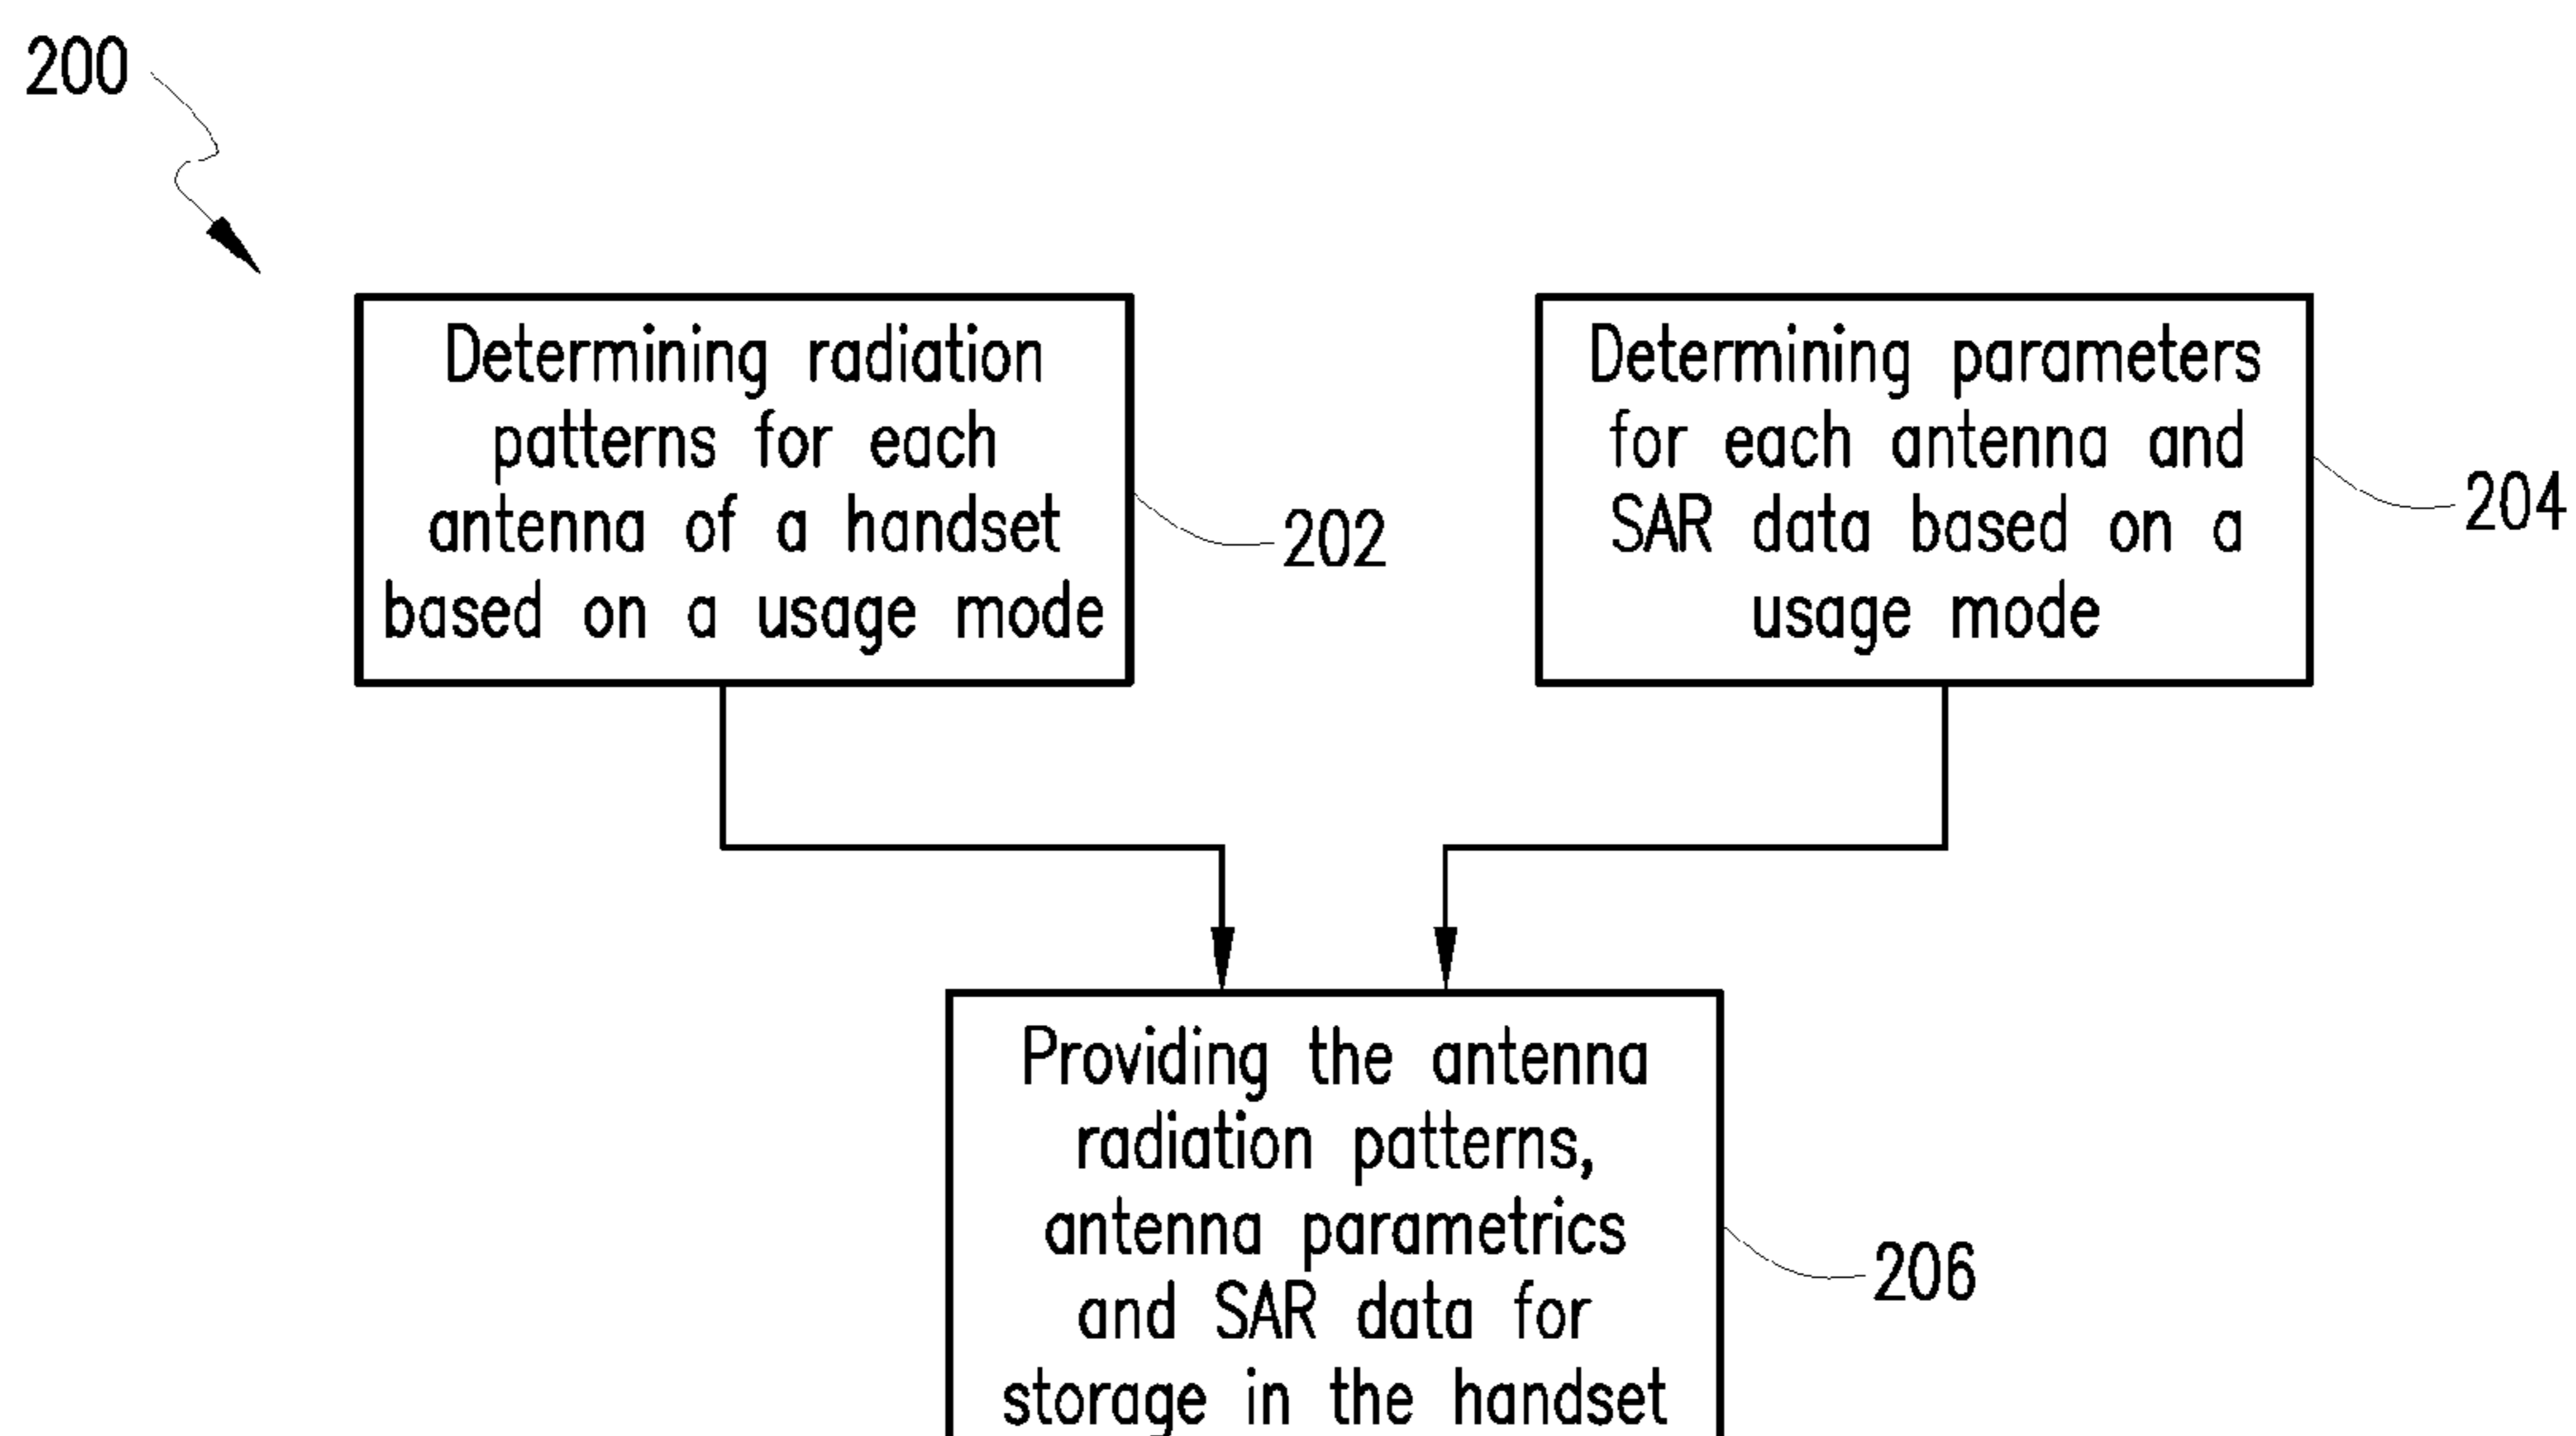 200
Determining radiation
patterns for each
antenna of a handset
based on a usage mode
202
Determining parameters
for each antenna and
SAR data based on a
usage mode
204
Providing the antenna
radiation patterns,
antenna parametrics
and SAR data for
storage in the handset
206